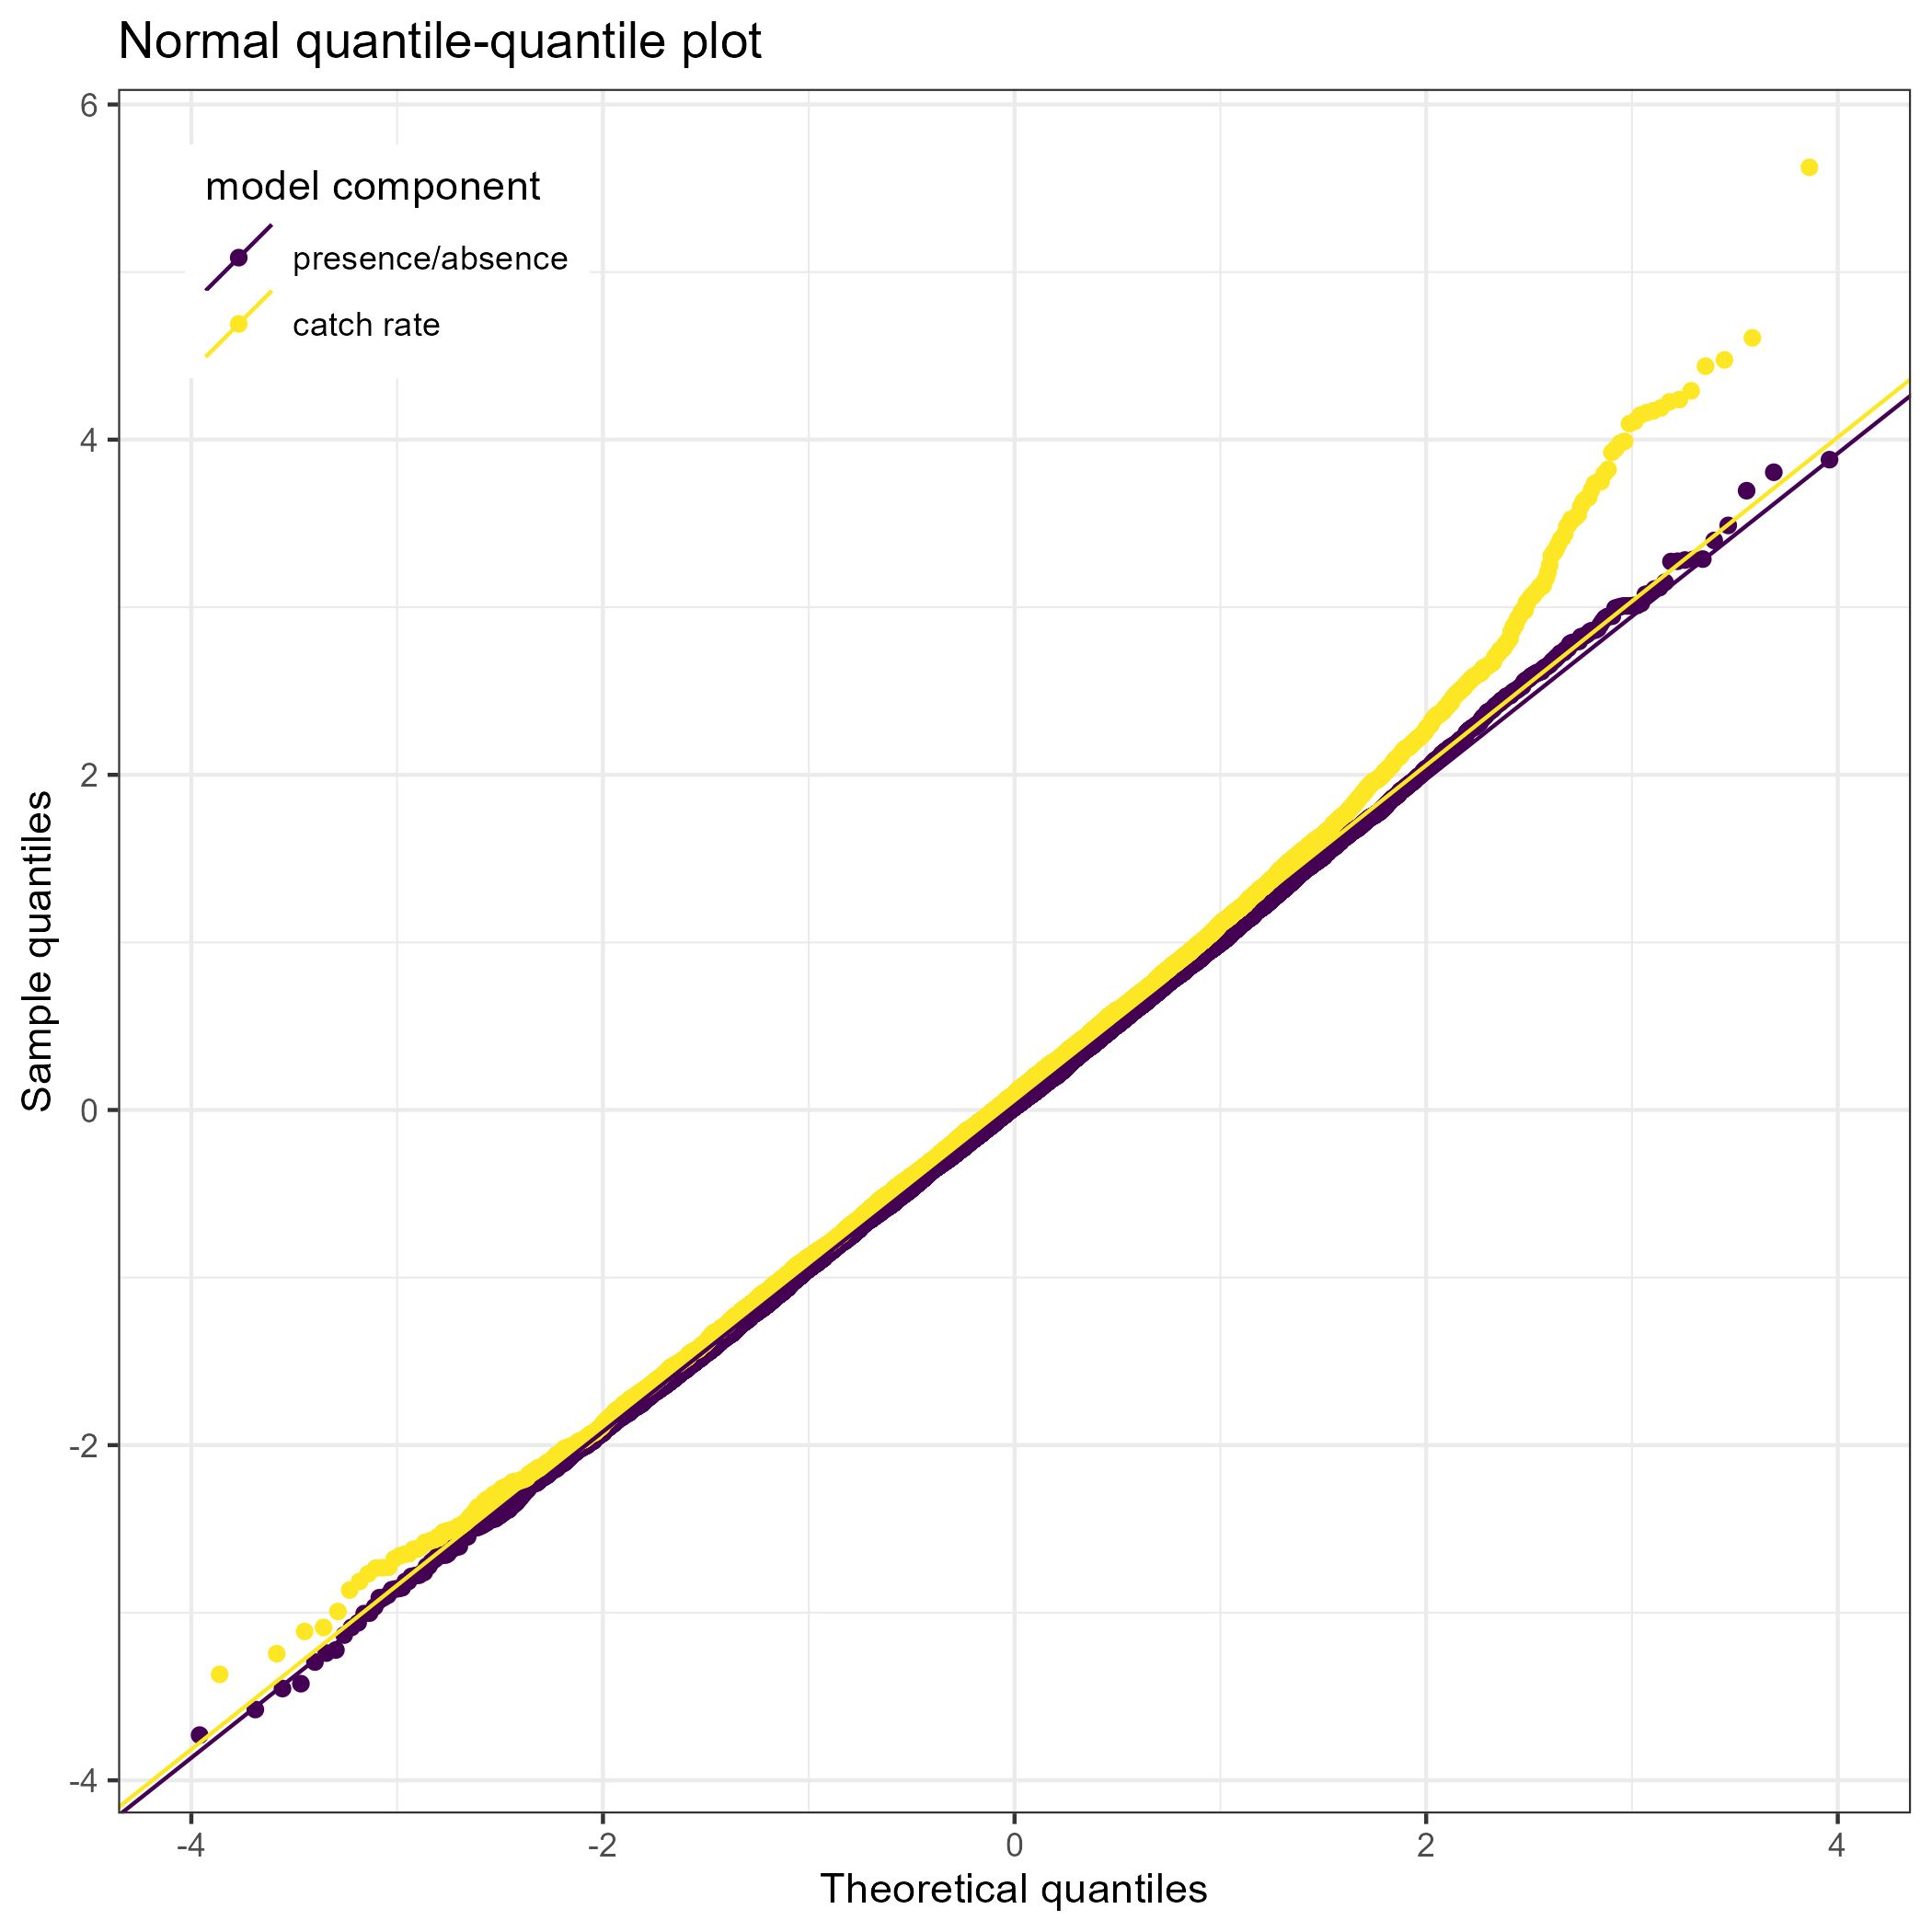 Normal quantile-quantile plot
6
model component
presence/absence
catch rate
4
2
0
-2
-4
Sample quantiles
-4 -2 0 2 4
Theoretical quantiles